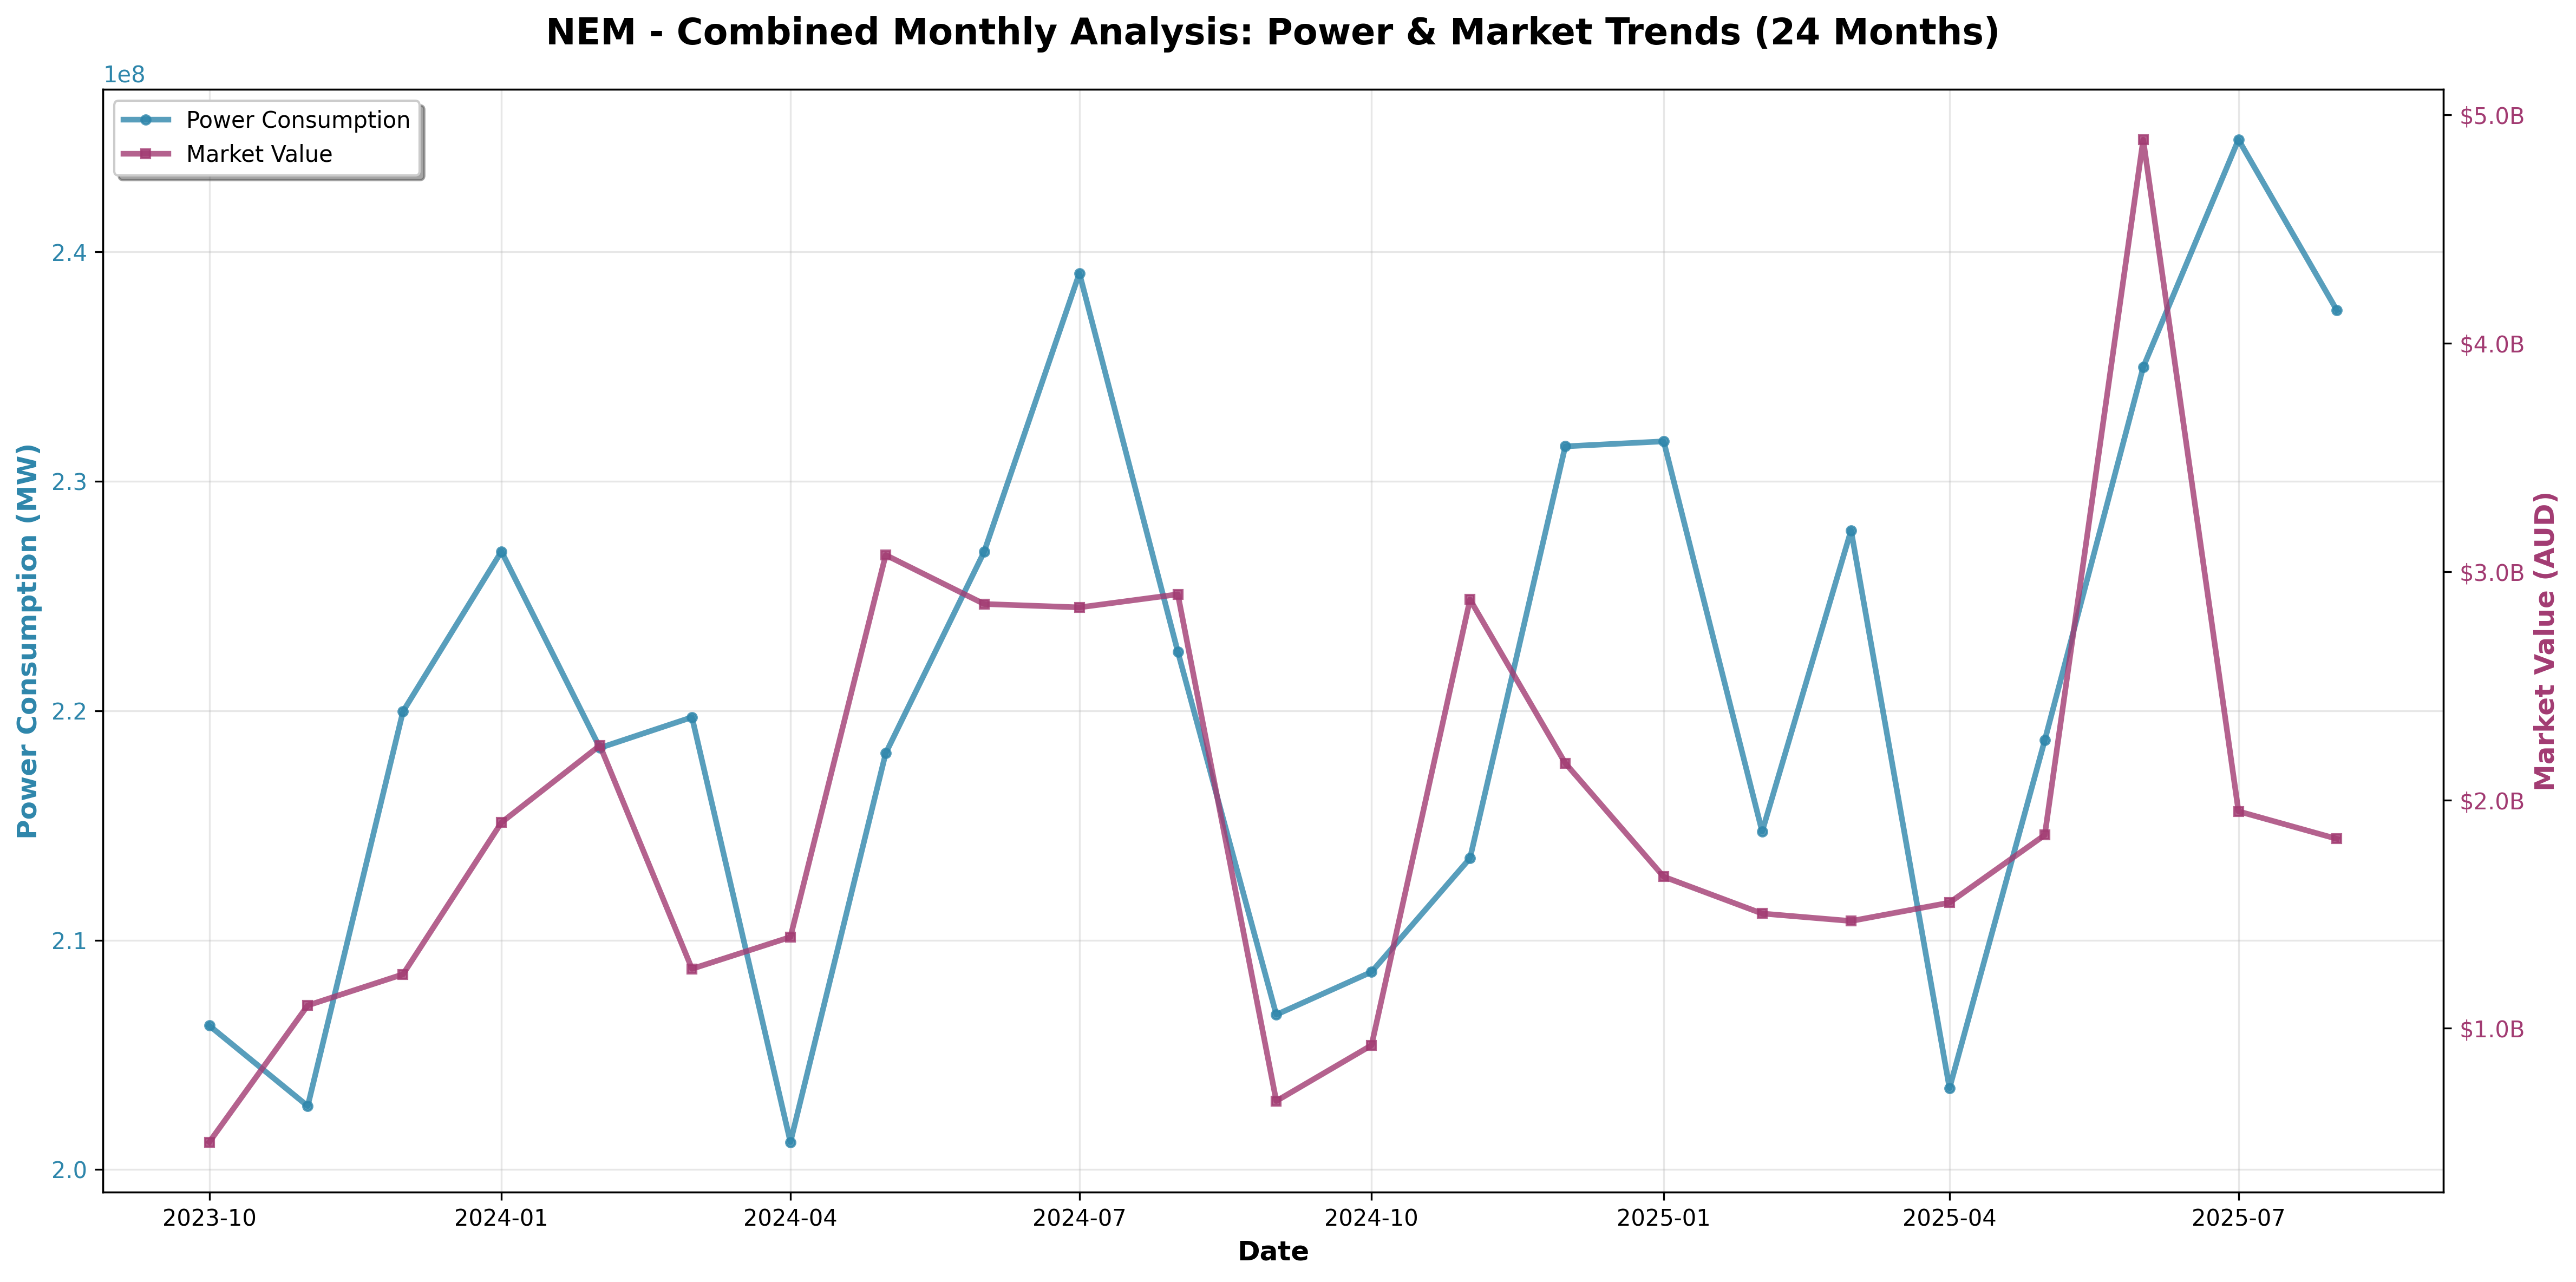 NEM - Combined Monthly Analysis: Power & Market Trends (24 Months)
1e8
Power Consumption
Market Value
2.4
2.3
2.2
2.1
2.0
Power Consumption (MW)
$5.0B
$4.0B
$3.0B
$2.0B
$1.0B
Market Value (AUD)
2023-10
2024-01
2024-04
2024-07
2024-10
2025-01
2025-04
2025-07
Date